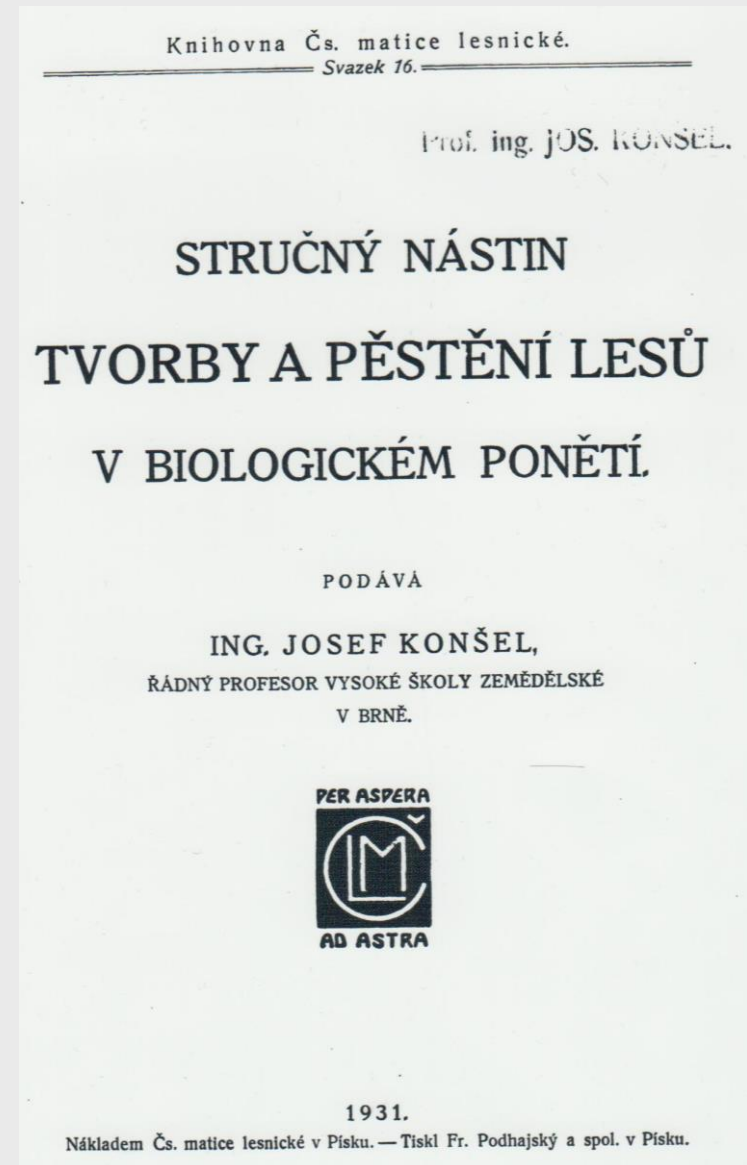 Knihovna Čs. matice lesnické.
Svazek 16.
Prof. ing. jOS. KONŠEL.
STRUČNÝ NÁSTIN
TVORBY A PĚSTĚNÍ LESŮ
V BIOLOGICKÉM PONĚTÍ.
PODÁVÁ
ING. JOSEF KONŠEL,
ŘÁDNÝ PROFESOR VYSOKÉ ŠKOLY ZEMĚDĚLSKÉ
V BRNĚ.
PER ASPERA
ČLM
AD ASTRA
1931.
Nákladem Čs. matice lesnické v Písku. — Tiskl Fr. Podhajský a spol. v Písku.